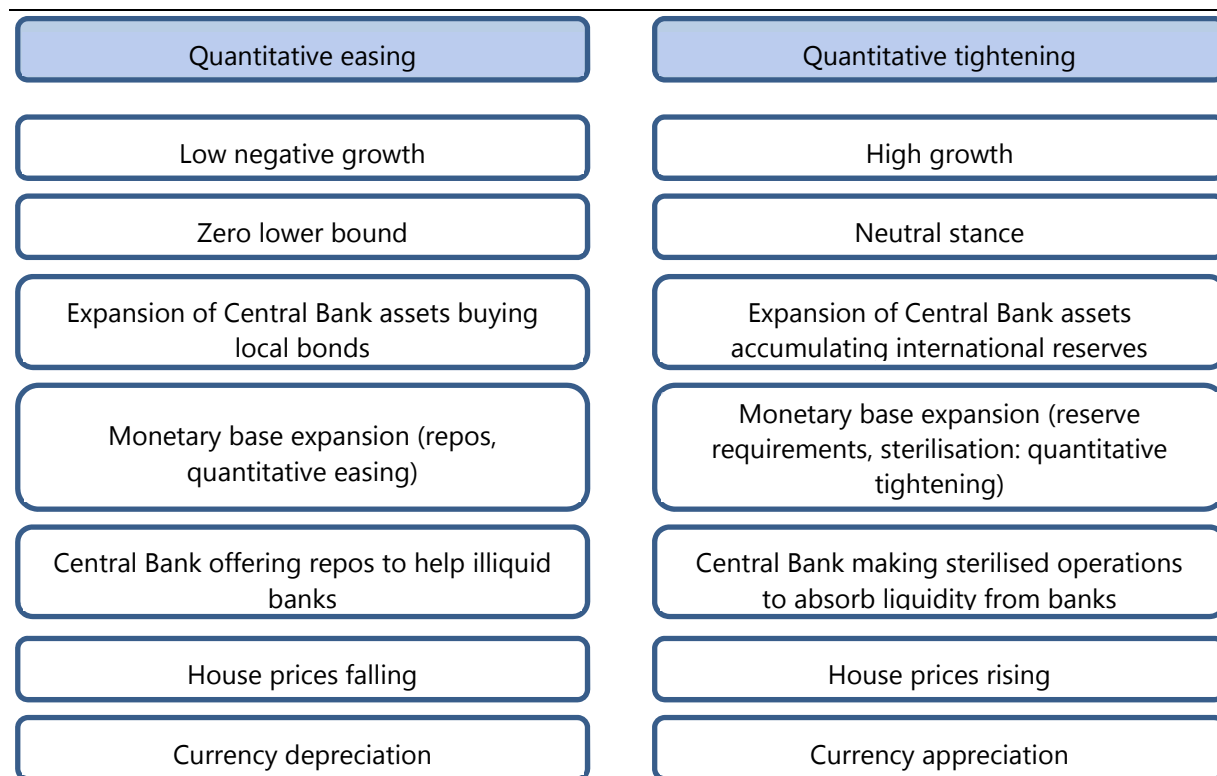 Quantitative easing
Quantitative tightening
Low negative growth
High growth
Zero lower bound
Neutral stance
Expansion of Central Bank assets buying
local bonds
Expansion of Central Bank assets
accumulating international reserves
Monetary base expansion (repos,
quantitative easing)
Monetary base expansion (reserve
requirements, sterilisation: quantitative
tightening)
Central Bank offering repos to help illiquid
banks
Central Bank making sterilised operations
to absorb liquidity from banks
House prices falling
House prices rising
Currency depreciation
Currency appreciation